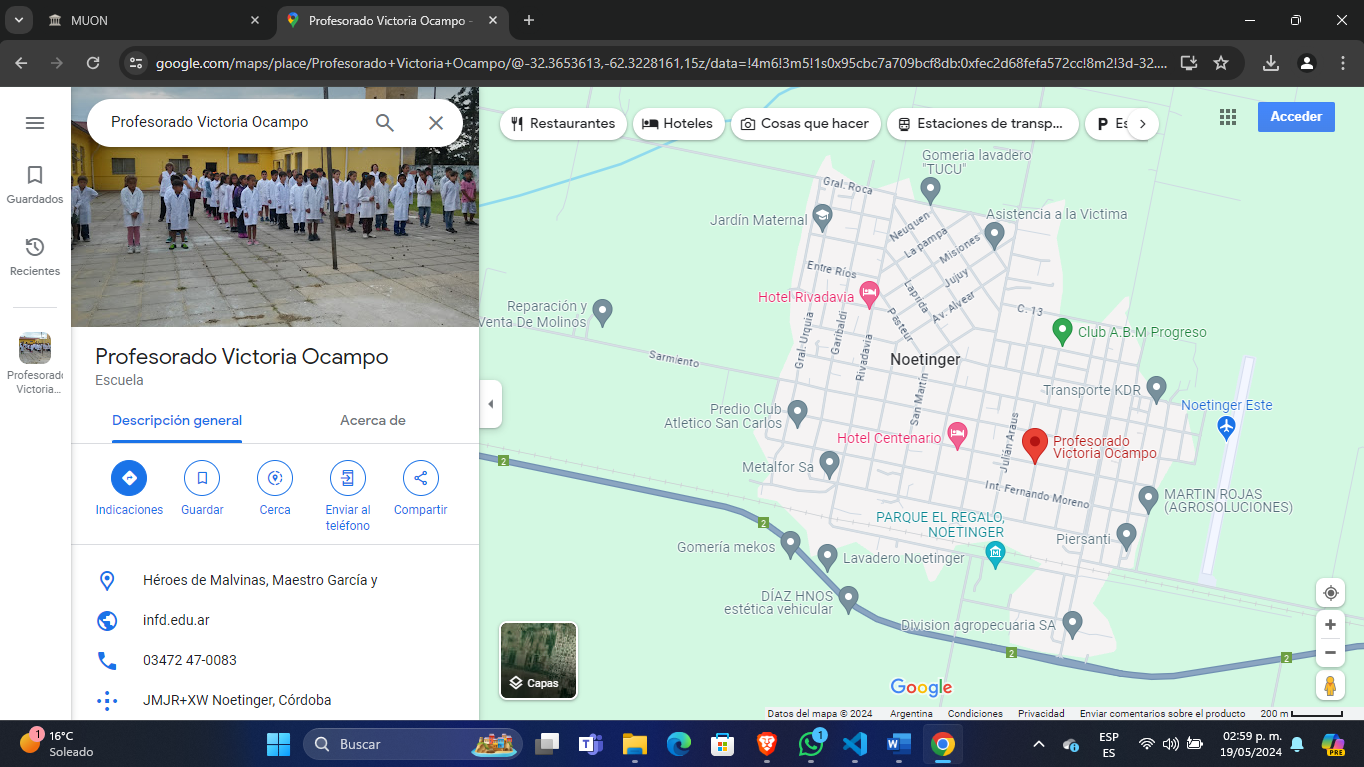 MUON
Profesorado Victoria Ocampo -
google.com/maps/place/Profesorado+Victoria+Ocampo/@-32.3653613,-62.3228161,15z/data=!4m6!3m5!1s0x95cbc7a709bcf8db:0xfec2d68fefa572cc!8m2!3d-32....
Profesorado Victoria Ocampo
Guardados
Recientes
Profesorado
Victoria...
Profesorado Victoria Ocampo
Escuela
Descripción general
Acerca de
Indicaciones
Guardar
Cerca
Enviar al
teléfono
Compartir
Héroes de Malvinas, Maestro García y
infd.edu.ar
03472 47-0083
JMJR+XW Noetinger, Córdoba
Restaurantes
Hoteles
Cosas que hacer
Estaciones de transp...
P Es
Acceder
Gomeria lavadero
"TUCU"
Gral. Roca
Jardín Maternal
Asistencia a la Victima
Neuquen
La pampa
Misiones
Entre Ríos
Jujuy
Hotel Rivadavia
Laprida
Av. Alvear
C. 13
Reparación y
Venta De Molinos
Gral. Urquia
Garibaldi
Rivadavia
Pasteur
Club A.B.M Progreso
Sarmiento
Noetinger
San Martin
Transporte KDR
Predio Club
Atletico San Carlos
Noetinger Este
Hotel Centenario
Julián Araus
Profesorado
Victoria Ocampo
Metalfor Sa
2
Int. Fernando Moreno
MARTIN ROJAS
(AGROSOLUCIONES)
PARQUE EL REGALO,
NOETINGER
2
Piersanti
Gomería mekos
Lavadero Noetinger
DÍAZ HNOS
estética vehicular
Division agropecuaria SA
2
2
Capas
Google
Datos del mapa © 2024
Argentina
Condiciones
Privacidad
Enviar comentarios sobre el producto
200 m
1
16°C
Soleado
Buscar
1
ESP
ES
02:59 p. m.
19/05/2024
PRE